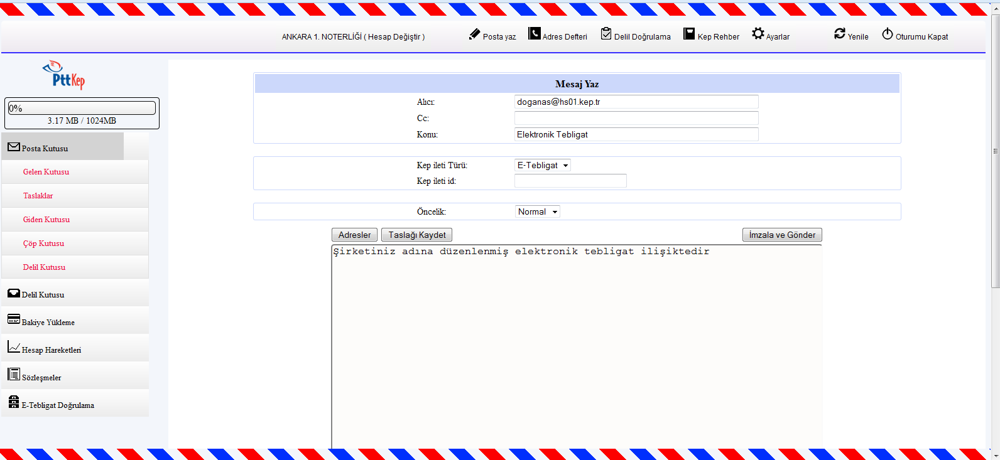 ANKARA 1. NOTERLİĞİ ( Hesap Değiştir ) Posta yaz Adres Defteri Delil Doğrulama Kep Rehber Ayarlar Yenile Oturumu Kapat
PttKep
0%
3.17 MB / 1024MB
Posta Kutusu
Gelen Kutusu
Taslaklar
Giden Kutusu
Çöp Kutusu
Delil Kutusu
Delil Kutusu
Bakiye Yükleme
Hesap Hareketleri
Sözleşmeler
E-Tebligat Doğrulama
Mesaj Yaz
Alıcı: doganas@hs01.kep.tr
Cc:
Konu: Elektronik Tebligat
Kep ileti Türü: E-Tebligat
Kep ileti id:
Öncelik: Normal
Adresler Taslağı Kaydet İmzala ve Gönder
Şirketiniz adına düzenlenmiş elektronik tebligat ilişiktedir